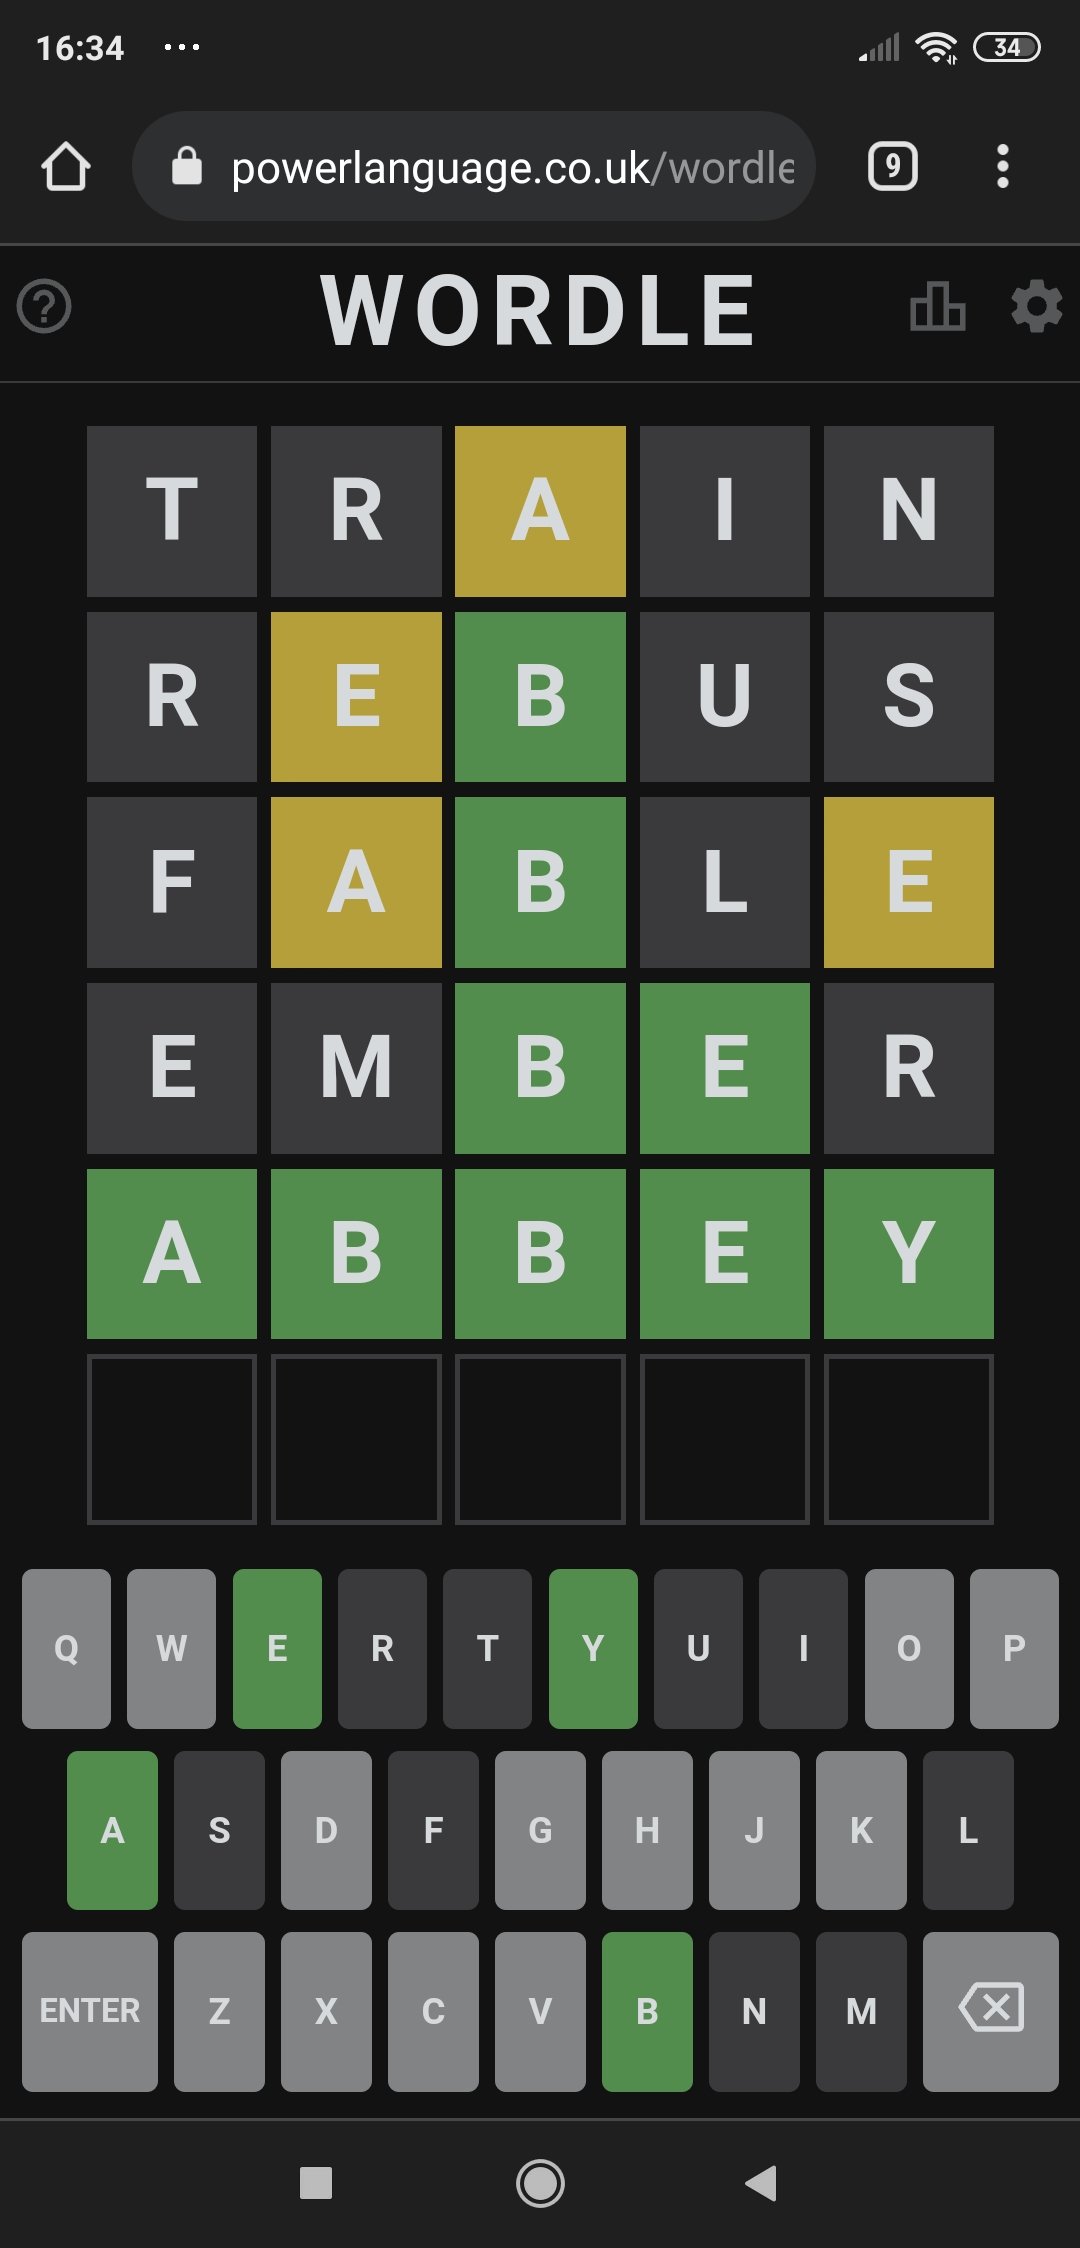 16:34 ... 34
powerlanguage.co.uk/wordle 9
? WORDLE
T R A I N
R E B U S
F A B L E
E M B E R
A B B E Y
Q W E R T Y U I O P
A S D F G H J K L
ENTER Z X C V B N M